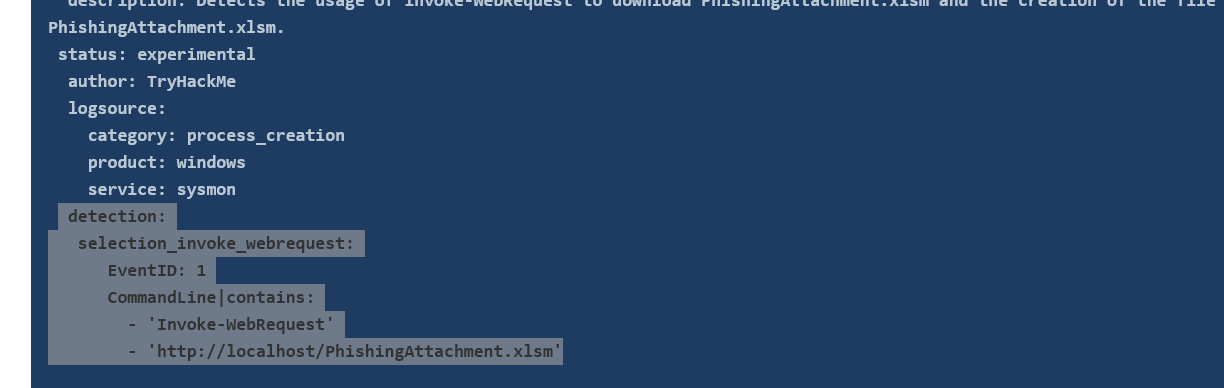 description: Detects the usage of Invoke-WebRequest to download PhishingAttachment.xlsm and the creation of the file
PhishingAttachment.xlsm.
status: experimental
author: TryHackMe
logsource:
category: process_creation
product: windows
service: sysmon
detection:
selection_invoke_webrequest:
EventID: 1
CommandLine|contains:
- 'Invoke-WebRequest'
- 'http://localhost/PhishingAttachment.xlsm'